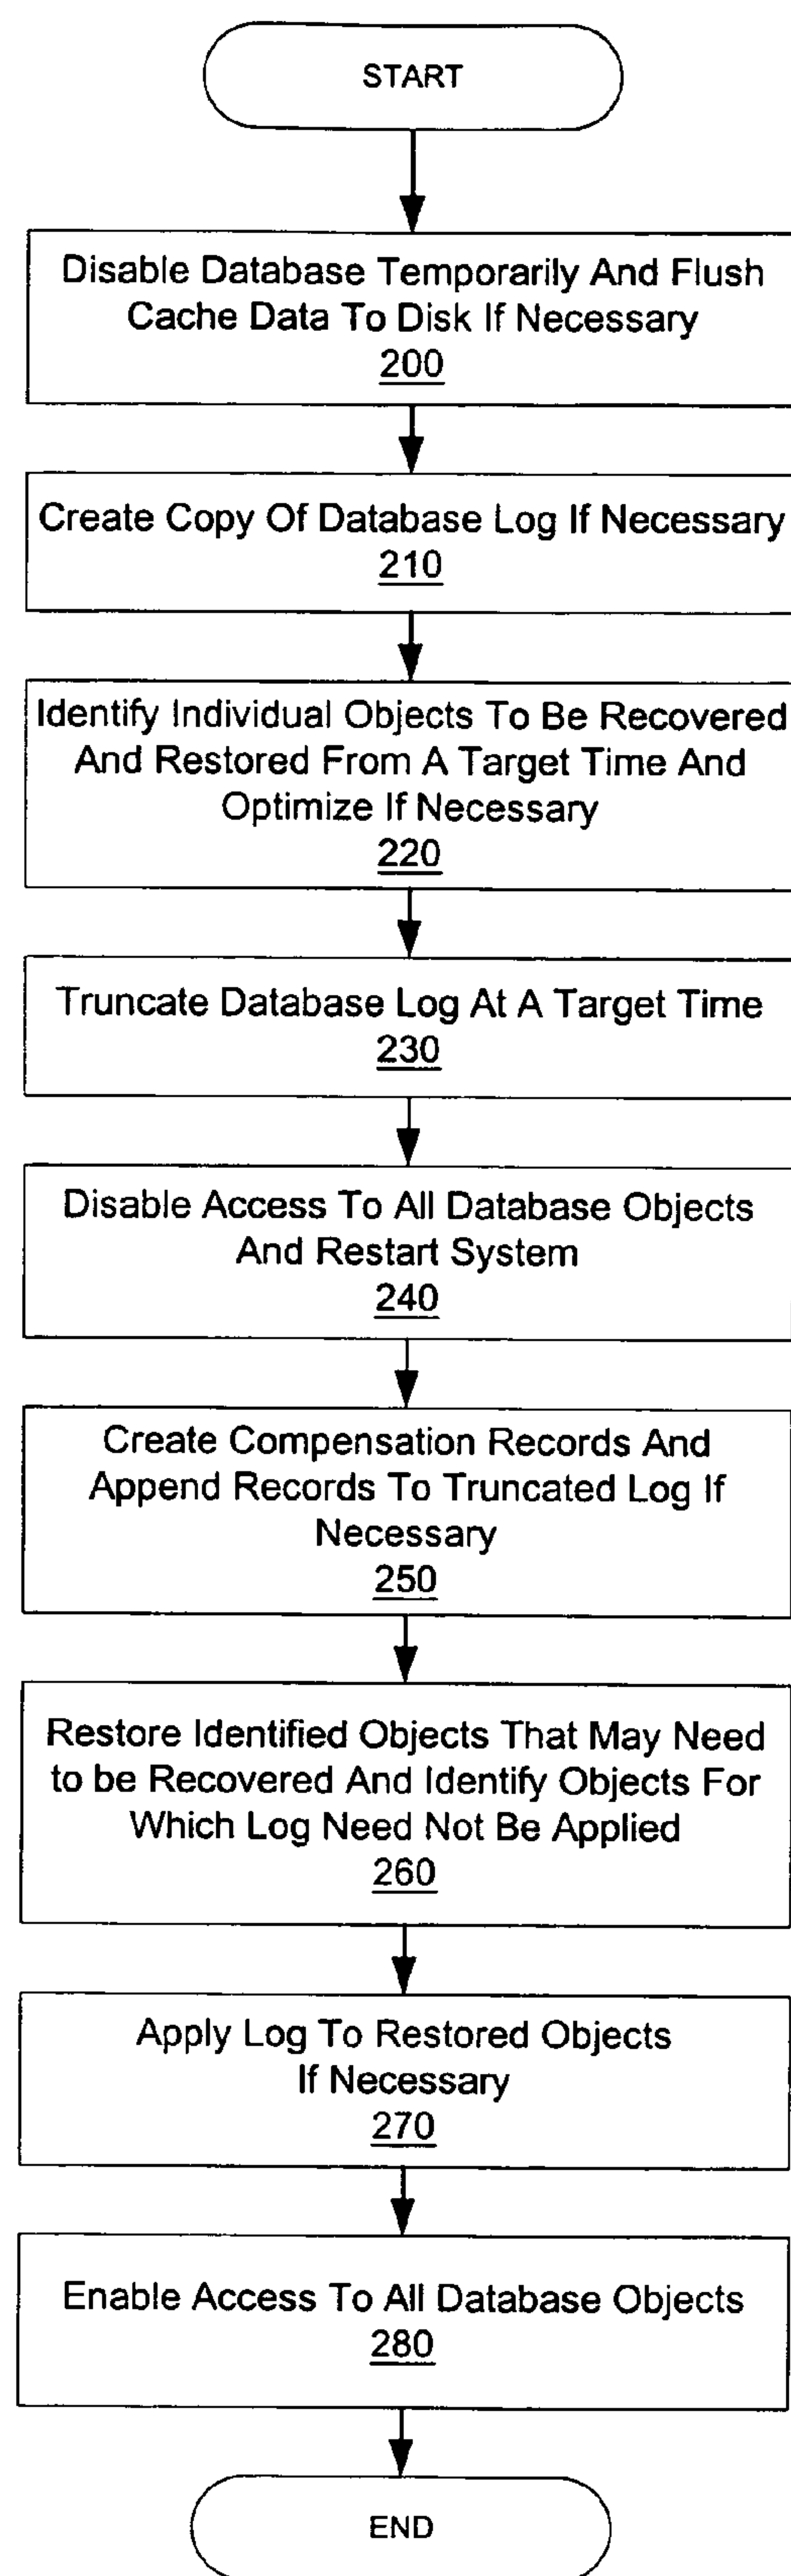 START
Disable Database Temporarily And Flush
Cache Data To Disk If Necessary
200
Create Copy Of Database Log If Necessary
210
Identify Individual Objects To Be Recovered
And Restored From A Target Time And
Optimize If Necessary
220
Truncate Database Log At A Target Time
230
Disable Access To All Database Objects
And Restart System
240
Create Compensation Records And
Append Records To Truncated Log If
Necessary
250
Restore Identified Objects That May Need
to be Recovered And Identify Objects For
Which Log Need Not Be Applied
260
Apply Log To Restored Objects
If Necessary
270
Enable Access To All Database Objects
280
END